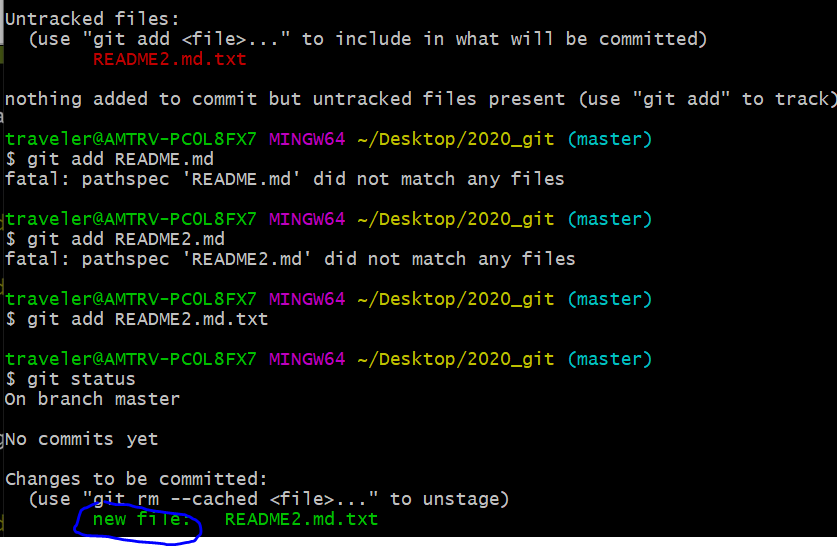 Untracked files:
(use "git add <file>..." to include in what will be committed)
README2.md.txt
nothing added to commit but untracked files present (use "git add" to track)
traveler@AMTRV-PC0L8FX7 MINGW64 ~/Desktop/2020_git (master)
$ git add README.md
fatal: pathspec 'README.md' did not match any files
traveler@AMTRV-PC0L8FX7 MINGW64 ~/Desktop/2020_git (master)
$ git add README2.md
fatal: pathspec 'README2.md' did not match any files
traveler@AMTRV-PC0L8FX7 MINGW64 ~/Desktop/2020_git (master)
$ git add README2.md.txt
traveler@AMTRV-PC0L8FX7 MINGW64 ~/Desktop/2020_git (master)
$ git status
On branch master
No commits yet
Changes to be committed:
(use "git rm --cached <file>..." to unstage)
new file: README2.md.txt